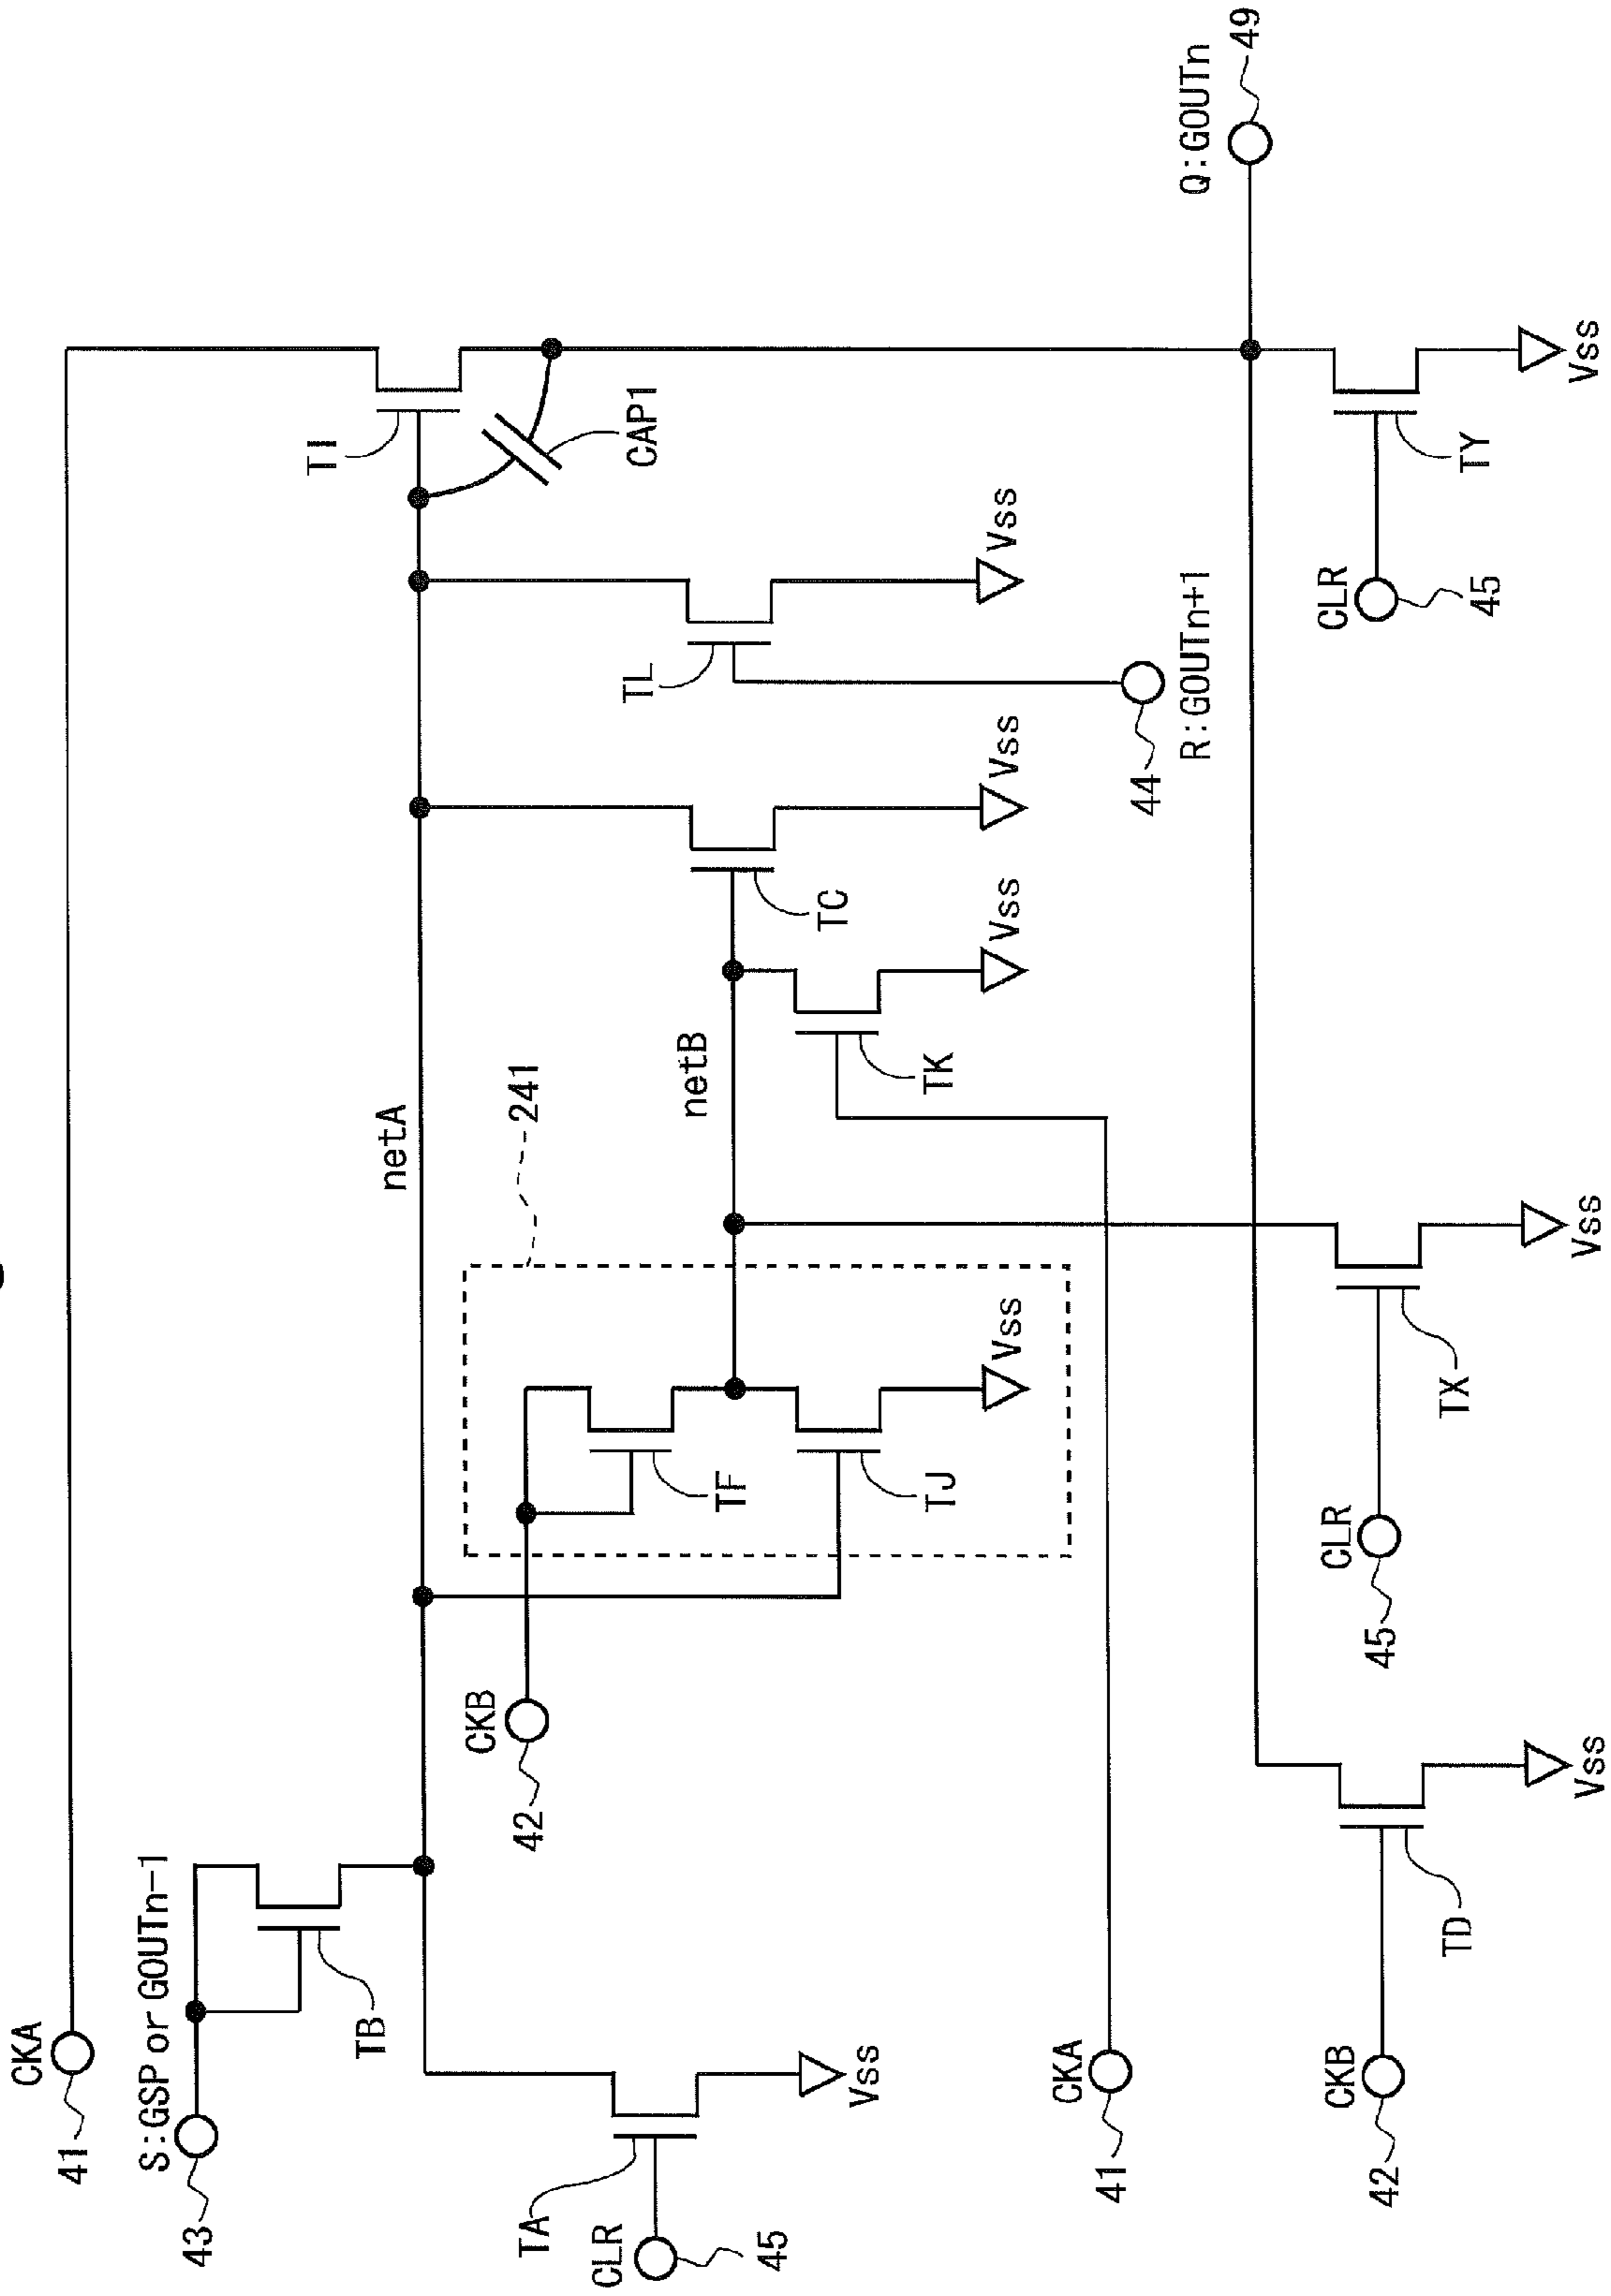 CKA
41
S:GSP or GOUTn-1
43
TB
TA
CLR
45
Vss
CKB
42
netA
241
TF
TJ
Vss
netB
TK
Vss
TC
Vss
TL
Vss
44
R:GOUTn+1
TI
CAP1
CKA
41
CKB
42
TD
Vss
CLR
45
TX
Vss
CLR
45
TY
Vss
Q:GOUTn
49